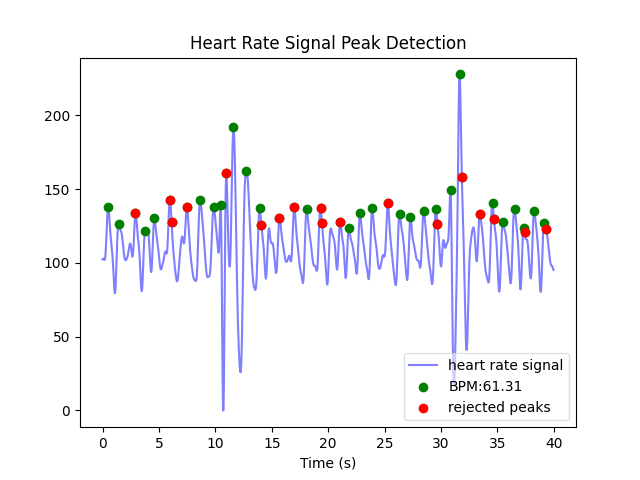 Heart Rate Signal Peak Detection
200
150
100
50
0
heart rate signal
BPM:61.31
rejected peaks
0 5 10 15 20 25 30 35 40
Time (s)